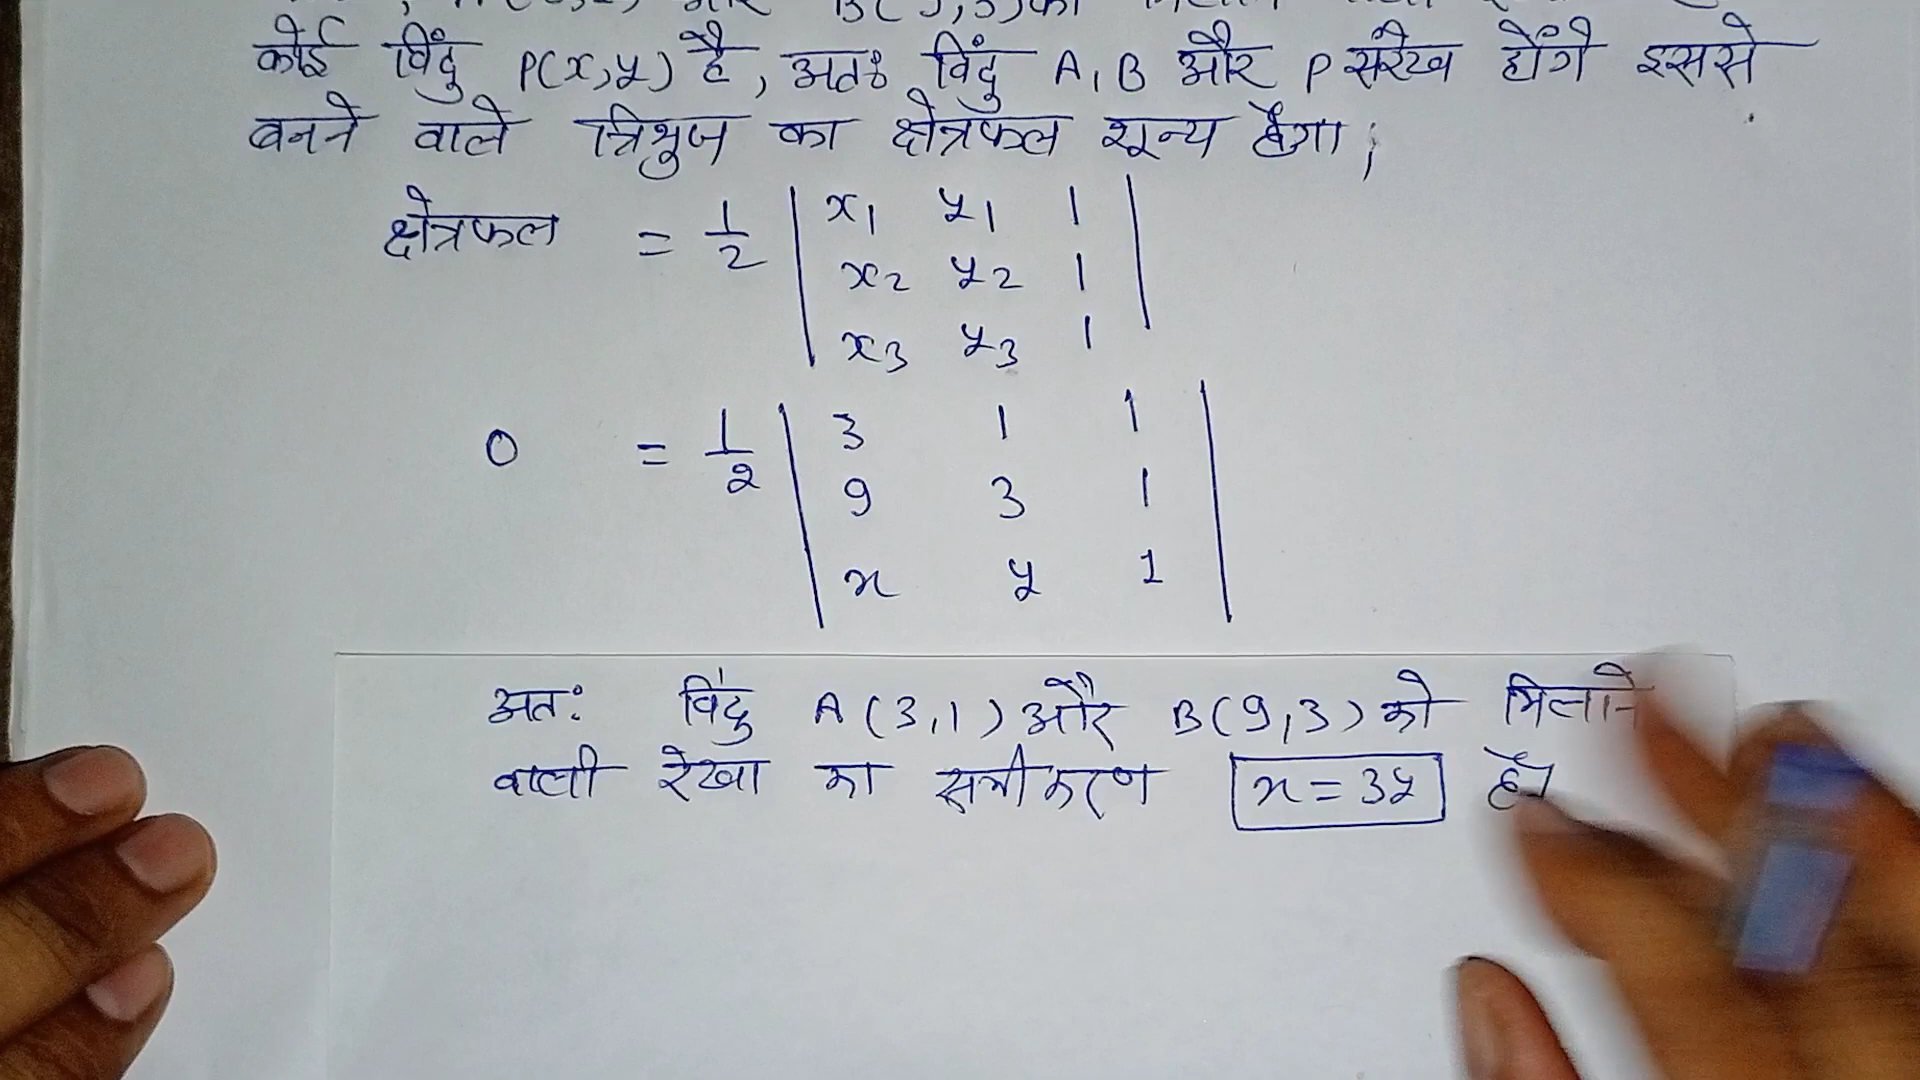 कोई विंदु P(x,y) है, अतः विंदु A, B और P संरेख होंगे इससे
बनने वाले त्रिभुज का क्षेत्रफल शून्य होगा,
क्षेत्रफल = 1/2 | x1 y1 1 |
| x2 y2 1 |
| x3 y3 1 |
0 = 1/2 | 3 1 1 |
| 9 3 1 |
| x y 1 |
अतः विंदु A(3,1) और B(9,3) को मिलाने
वाली रेखा का समीकरण x = 3y है।